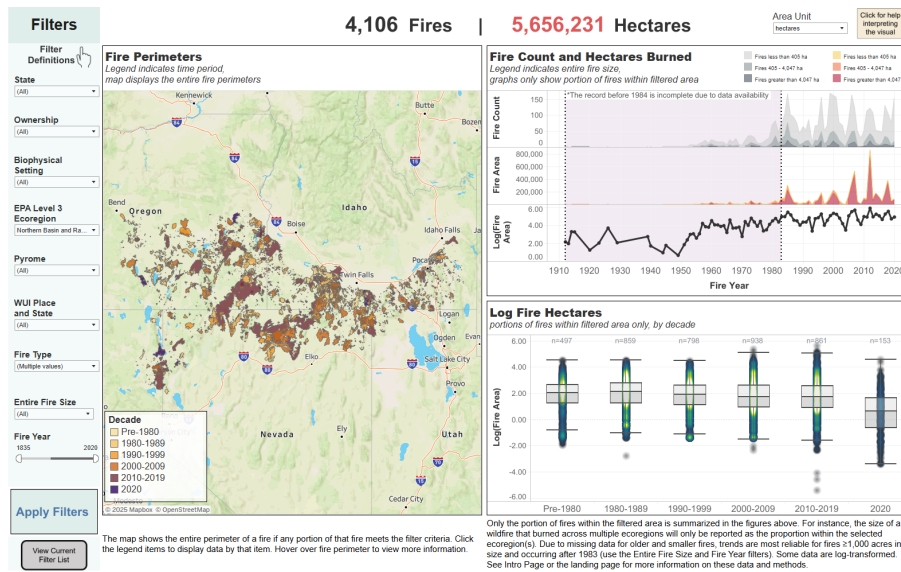 Filters
4,106 Fires | 5,656,231 Hectares
Area Unit
hectares
Click for help
interpreting
the visual
Filter
Definitions
State
(All)
Ownership
(All)
Biophysical
Setting
(All)
EPA Level 3
Ecoregion
Northern Basin and Ra...
Pyrome
(All)
WUI Place
and State
(All)
Fire Type
(Multiple values)
Entire Fire Size
(All)
Fire Year
1835 2020
Apply Filters
View Current
Filter List
Fire Perimeters
Legend indicates time period,
map displays the entire fire perimeters
Kennewick
Butte
Bozen
84
84
15
Bend
Oregon
Idaho
84
Boise
Idaho Falls
Pocat
Twin Falls
Logan
Ogden
Evan
Salt Lake City
80
80
80
Elko
Provo
Nevada
Ely
Utah
70
15
Cedar City
Decade
Pre-1980
1980-1989
1990-1999
2000-2009
2010-2019
2020
© 2025 Mapbox © OpenStreetMap
The map shows the entire perimeter of a fire if any portion of that fire meets the filter criteria. Click
the legend items to display data by that item. Hover over fire perimeter to view more information.
Fire Count and Hectares Burned
Legend indicates entire fire size,
graphs only show portion of fires within filtered area
Fires less than 405 ha
Fires 405 - 4,047 ha
Fires greater than 4,047 ha
Fires less than 405 ha
Fires 405 - 4,047 ha
Fires greater than 4,047
*The record before 1984 is incomplete due to data availability
Fire Count
150
100
50
0
Fire Area
800,000
600,000
400,000
200,000
Log(Fire
Area)
6.00
4.00
2.00
0.00
1910 1920 1930 1940 1950 1960 1970 1980 1990 2000 2010 2020
Fire Year
Log Fire Hectares
portions of fires within filtered area only, by decade
n=497 n=859 n=798 n=938 n=861 n=153
Log(Fire Area)
6.00
4.00
2.00
0.00
-2.00
-4.00
-6.00
Pre-1980 1980-1989 1990-1999 2000-2009 2010-2019 2020
Only the portion of fires within the filtered area is summarized in the figures above. For instance, the size of a
wildfire that burned across multiple ecoregions will only be reported as the proportion within the selected
ecoregion(s). Due to missing data for older and smaller fires, trends are most reliable for fires ≥1,000 acres in
size and occurring after 1983 (use the Entire Fire Size and Fire Year filters). Some data are log-transformed.
See Intro Page or the landing page for more information on these data and methods.